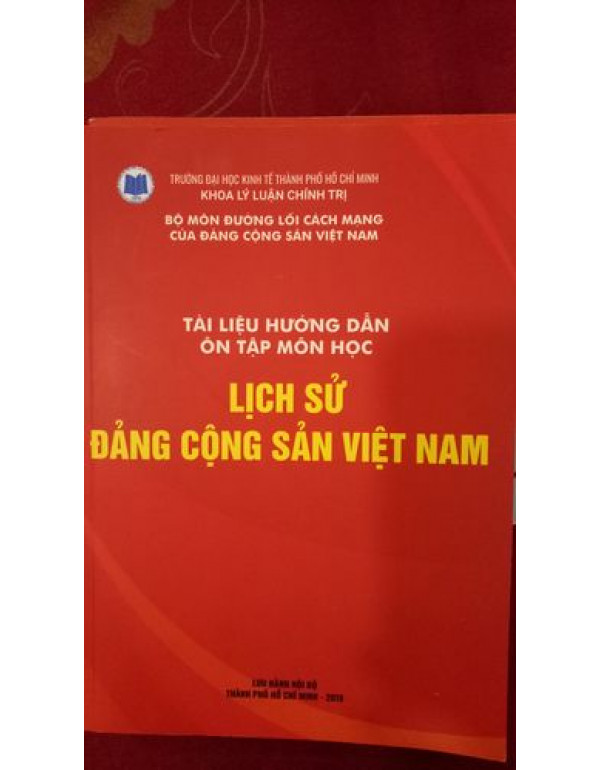 TRƯỜNG ĐẠI HỌC KINH TẾ THÀNH PHỐ HỒ CHÍ MINH
KHOA LÝ LUẬN CHÍNH TRỊ
BỘ MÔN ĐƯỜNG LỐI CÁCH MẠNG
CỦA ĐẢNG CỘNG SẢN VIỆT NAM
TÀI LIỆU HƯỚNG DẪN
ÔN TẬP MÔN HỌC
LỊCH SỬ
ĐẢNG CỘNG SẢN VIỆT NAM
LƯU HÀNH NỘI BỘ
THÀNH PHỐ HỒ CHÍ MINH -